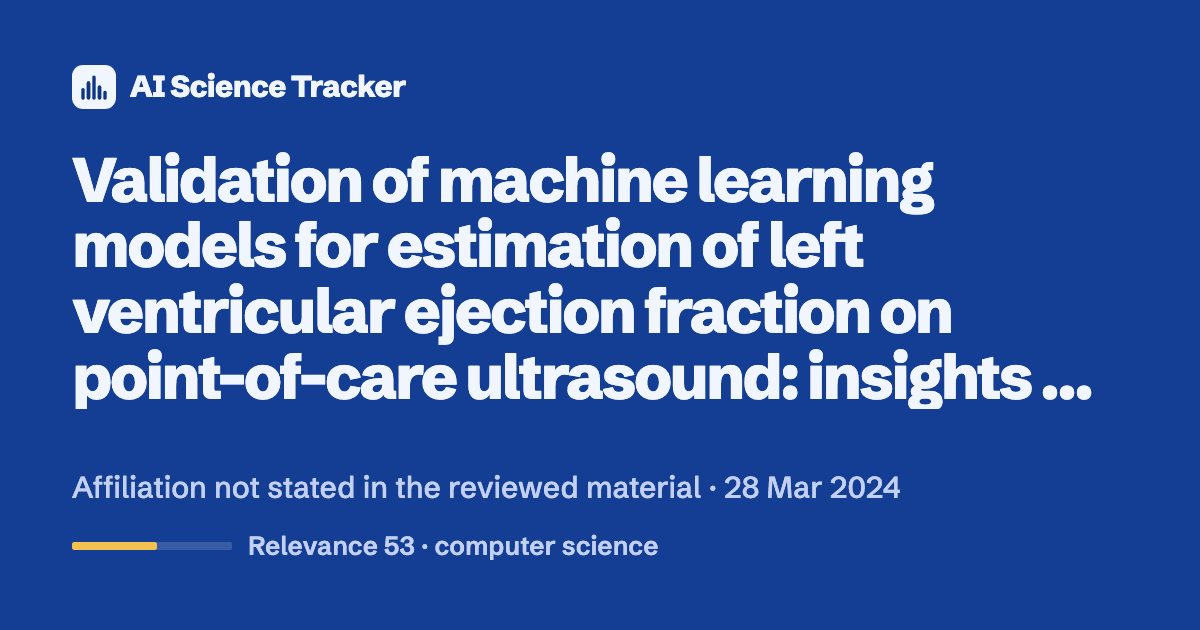 AI Science Tracker
Validation of machine learning
models for estimation of left
ventricular ejection fraction on
point-of-care ultrasound: insights ...
Affiliation not stated in the reviewed material · 28 Mar 2024
Relevance 53 · computer science